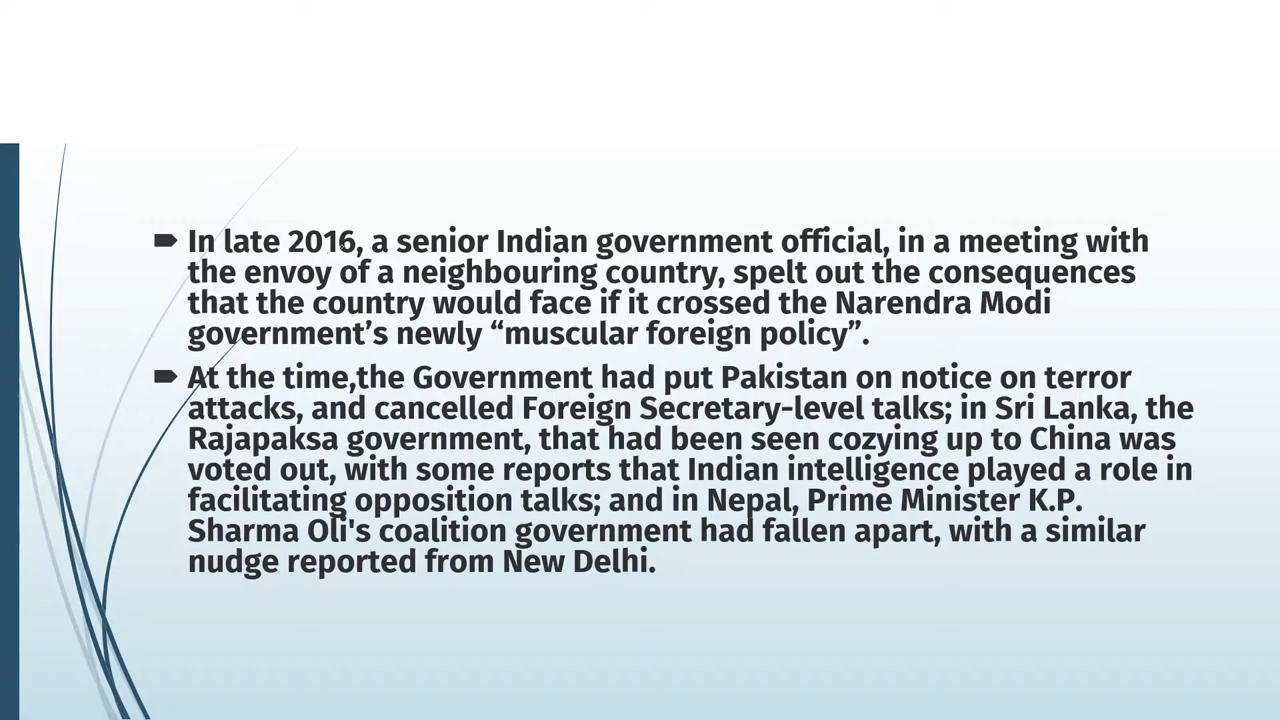 In late 2016, a senior Indian government official, in a meeting with
the envoy of a neighbouring country, spelt out the consequences
that the country would face if it crossed the Narendra Modi
government’s newly “muscular foreign policy”.
At the time,the Government had put Pakistan on notice on terror
attacks, and cancelled Foreign Secretary-level talks; in Sri Lanka, the
Rajapaksa government, that had been seen cozying up to China was
voted out, with some reports that Indian intelligence played a role in
facilitating opposition talks; and in Nepal, Prime Minister K.P.
Sharma Oli's coalition government had fallen apart, with a similar
nudge reported from New Delhi.